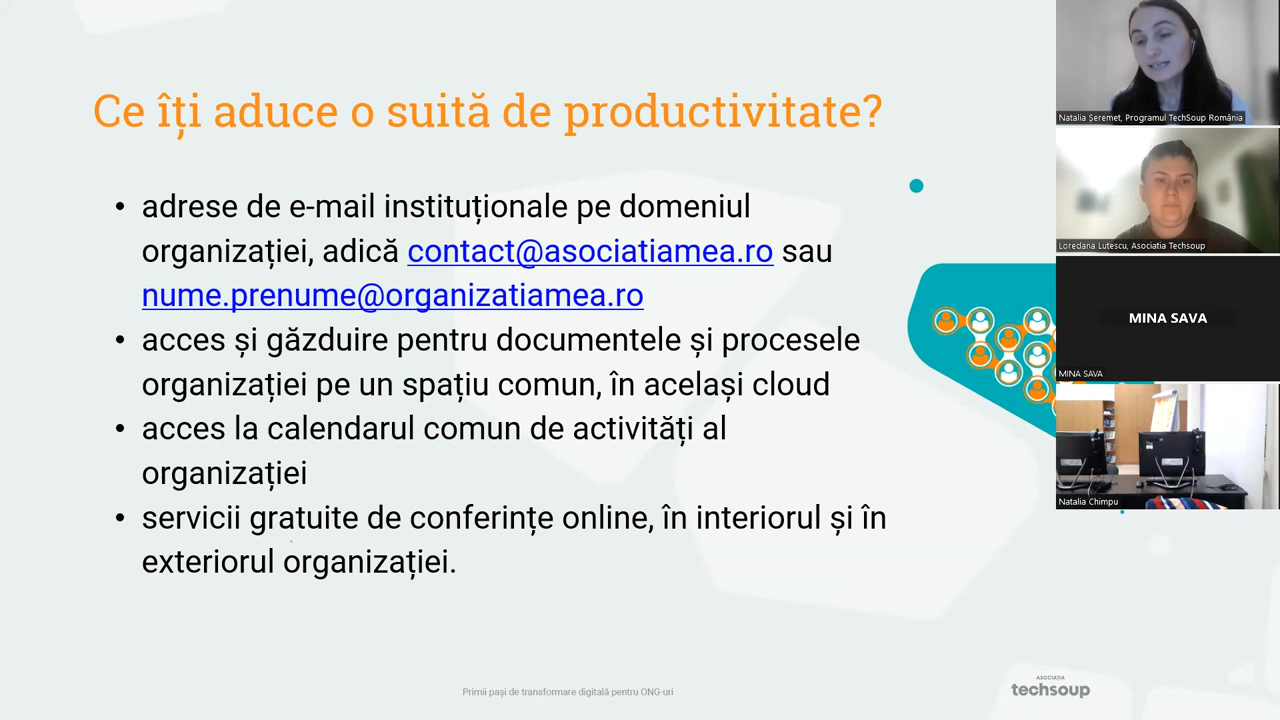 Ce îți aduce o suită de productivitate?
• adrese de e-mail instituționale pe domeniul
organizației, adică contact@asociatiamea.ro sau
nume.prenume@organizatiamea.ro
• acces și găzduire pentru documentele și procesele
organizației pe un spațiu comun, în același cloud
• acces la calendarul comun de activități al
organizației
• servicii gratuite de conferințe online, în interiorul și în
exteriorul organizației.
Primii pași de transformare digitală pentru ONG-uri
ASOCIAȚIA
techsoup
Natalia Șeremet, Programul TechSoup România
Loredana Lutescu, Asociatia Techsoup
MINA SAVA
MINA SAVA
Natalia Chimpu